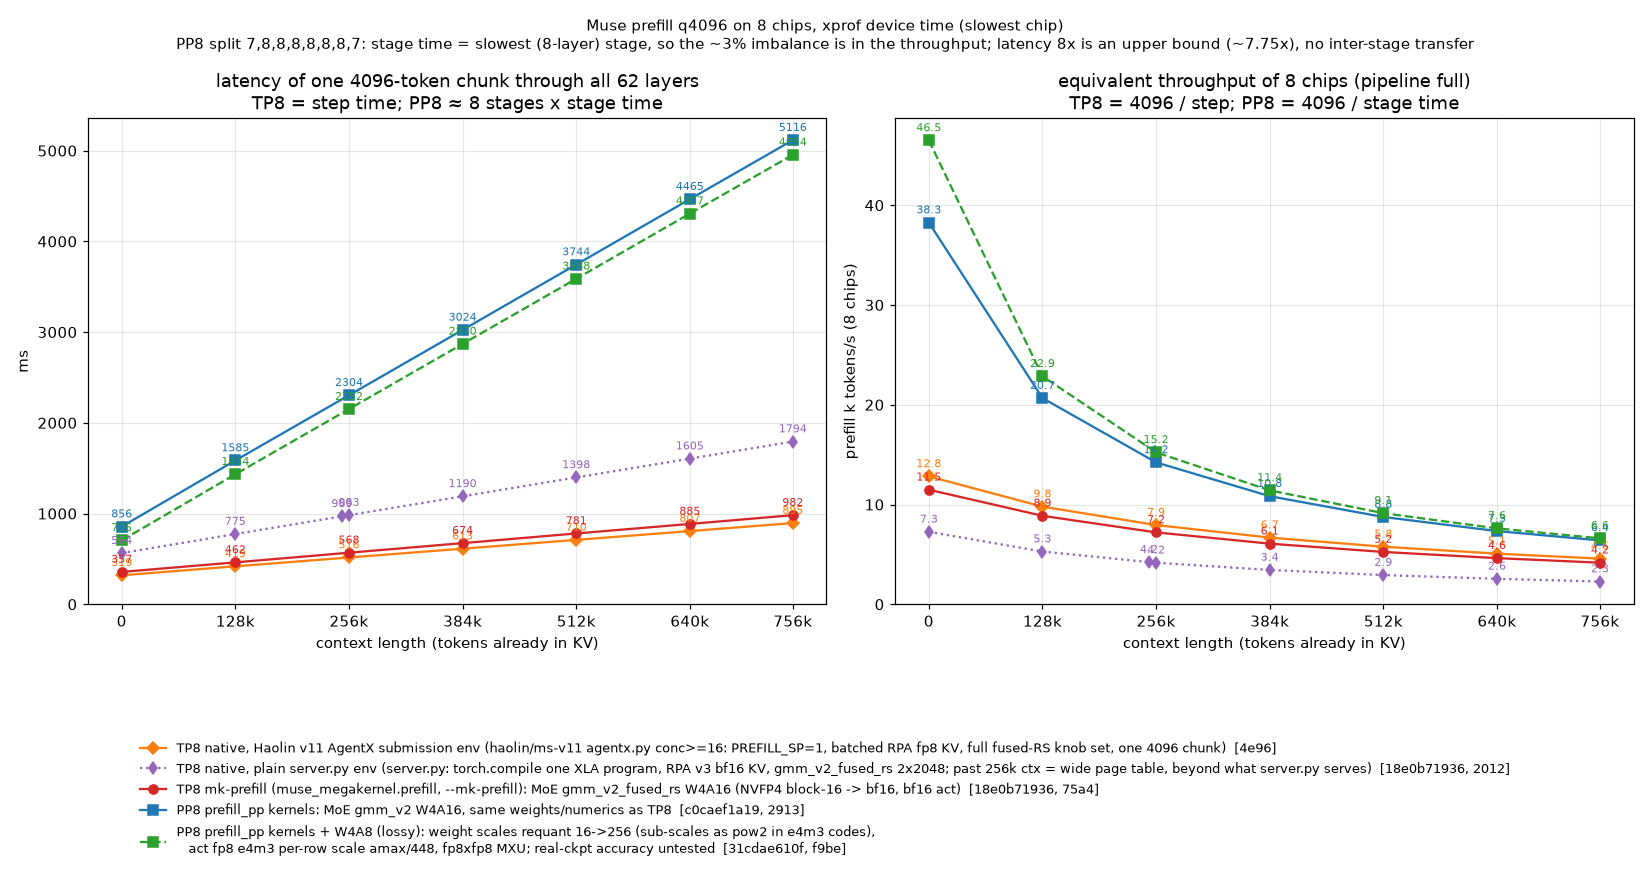 Muse prefill q4096 on 8 chips, xprof device time (slowest chip)
PP8 split 7,8,8,8,8,8,8,7: stage time = slowest (8-layer) stage, so the ~3% imbalance is in the throughput; latency 8x is an upper bound (~7.75x), no inter-stage transfer
latency of one 4096-token chunk through all 62 layers
TP8 = step time; PP8 ≈ 8 stages x stage time
5000
4000
3000
2000
1000
0
ms
856
1585
2304
3024
3744
4465
5116
775
983
1190
1398
1605
1794
357
462
568
674
781
885
982
0
128k
256k
384k
512k
640k
756k
context length (tokens already in KV)
equivalent throughput of 8 chips (pipeline full)
TP8 = 4096 / step; PP8 = 4096 / stage time
40
30
20
10
0
prefill k tokens/s (8 chips)
46.5
38.3
22.9
20.7
15.2
11.4
9.1
7.6
6.6
12.8
9.8
7.9
6.7
7.3
5.3
3.4
2.9
2.6
2.3
0
128k
256k
384k
512k
640k
756k
context length (tokens already in KV)
TP8 native, Haolin v11 AgentX submission env (haolin/ms-v11 agentx.py conc>=16: PREFILL_SP=1, batched RPA fp8 KV, full fused-RS knob set, one 4096 chunk)  [4e96]
TP8 native, plain server.py env (server.py: torch.compile one XLA program, RPA v3 bf16 KV, gmm_v2_fused_rs 2x2048; past 256k ctx = wide page table, beyond what server.py serves)  [18e0b71936, 2012]
TP8 mk-prefill (muse_megakernel.prefill, --mk-prefill): MoE gmm_v2_fused_rs W4A16 (NVFP4 block-16 -> bf16, bf16 act)  [18e0b71936, 75a4]
PP8 prefill_pp kernels: MoE gmm_v2 W4A16, same weights/numerics as TP8  [c0caef1a19, 2913]
PP8 prefill_pp kernels + W4A8 (lossy): weight scales requant 16->256 (sub-scales as pow2 in e4m3 codes),
act fp8 e4m3 per-row scale amax/448, fp8xfp8 MXU; real-ckpt accuracy untested  [31cdae610f, f9be]